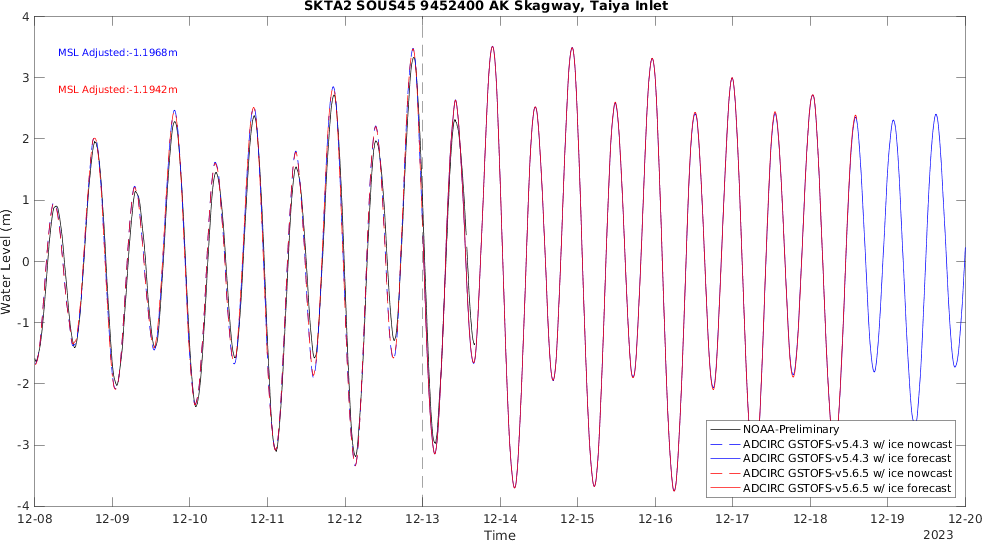 SKTA2 SOUS45 9452400 AK Skagway, Taiya Inlet
4
3
2
1
0
-1
-2
-3
-4
Water Level (m)
MSL Adjusted:-1.1968m
MSL Adjusted:-1.1942m
NOAA-Preliminary
ADCIRC GSTOFS-v5.4.3 w/ ice nowcast
ADCIRC GSTOFS-v5.4.3 w/ ice forecast
ADCIRC GSTOFS-v5.6.5 w/ ice nowcast
ADCIRC GSTOFS-v5.6.5 w/ ice forecast
12-08 12-09 12-10 12-11 12-12 12-13 12-14 12-15 12-16 12-17 12-18 12-19 12-20
Time
2023